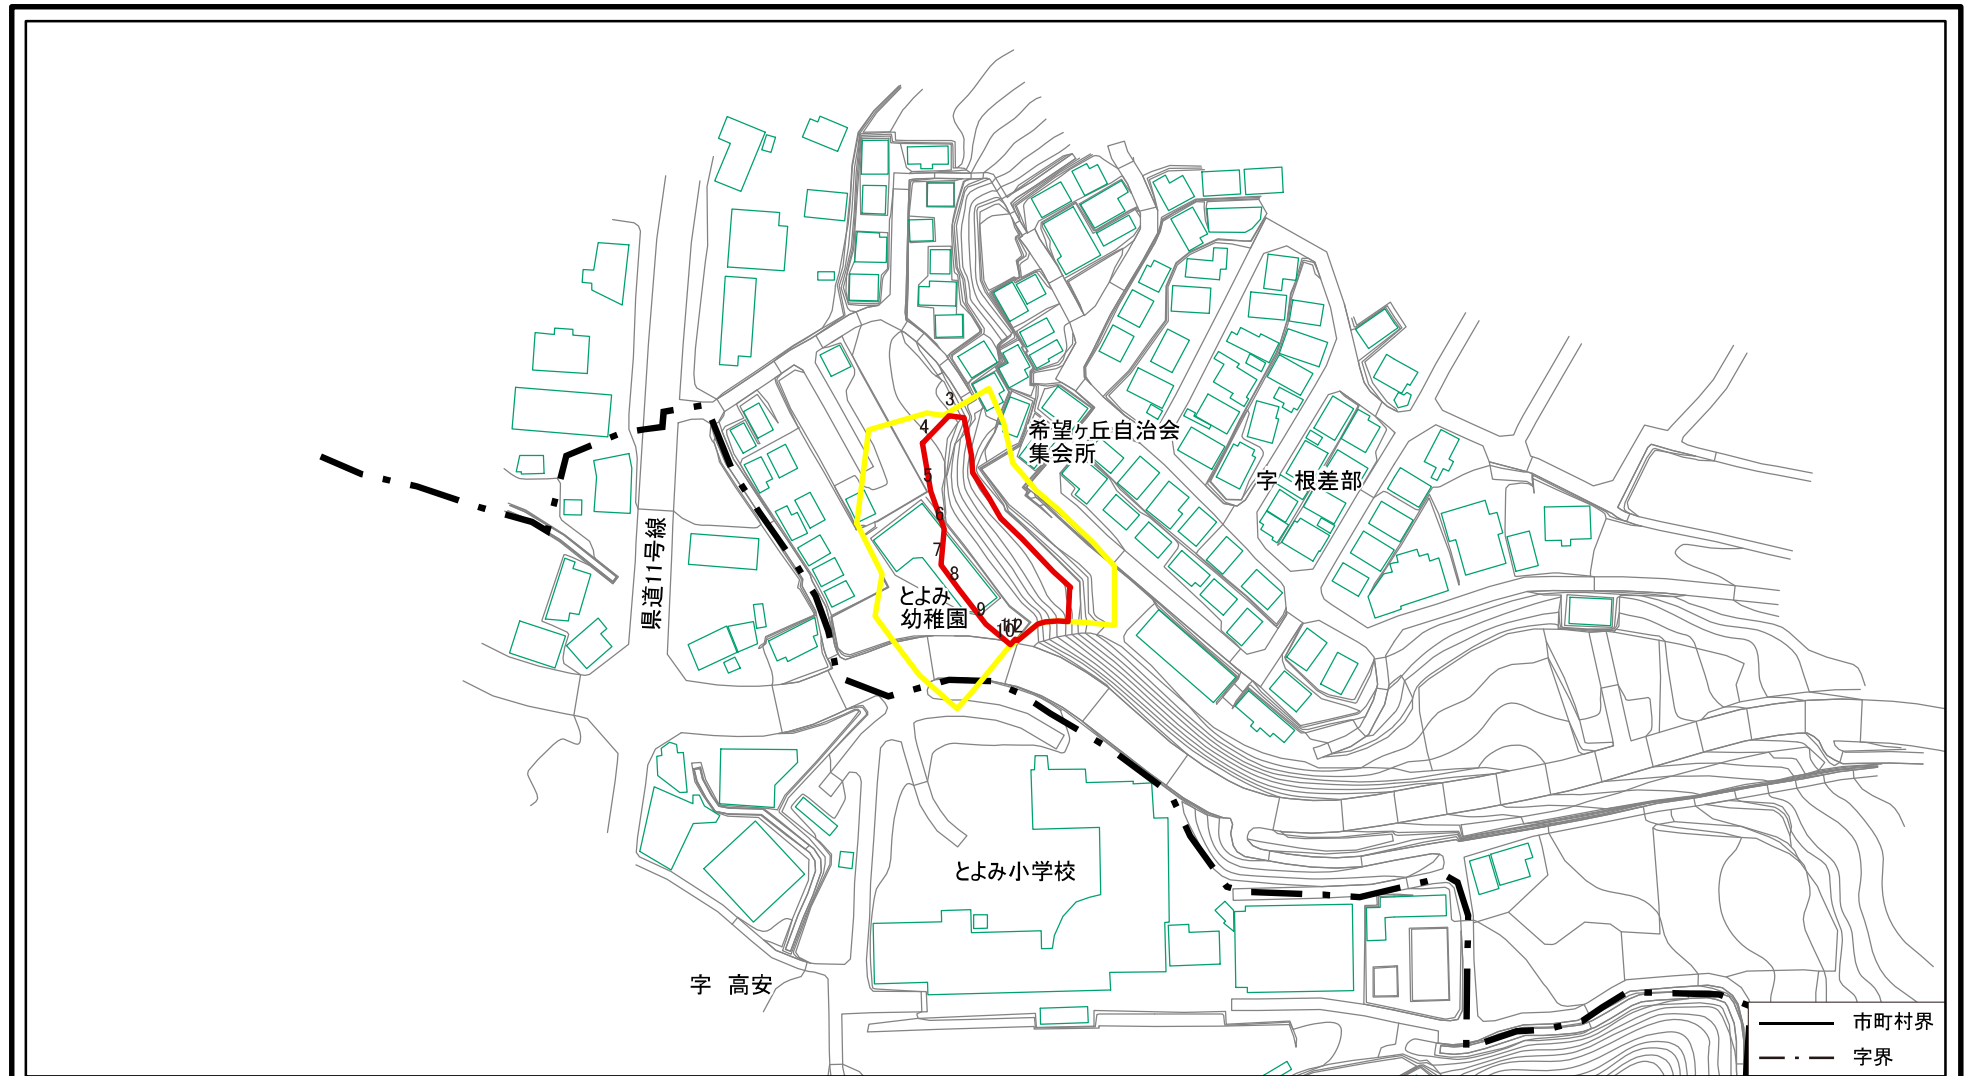 3
4
希望ヶ丘自治会
集会所
5
字 根差部
6
県道11号線
7
8
とよみ
幼稚園
9
10
12
とよみ小学校
字 高安
市町村界
字界